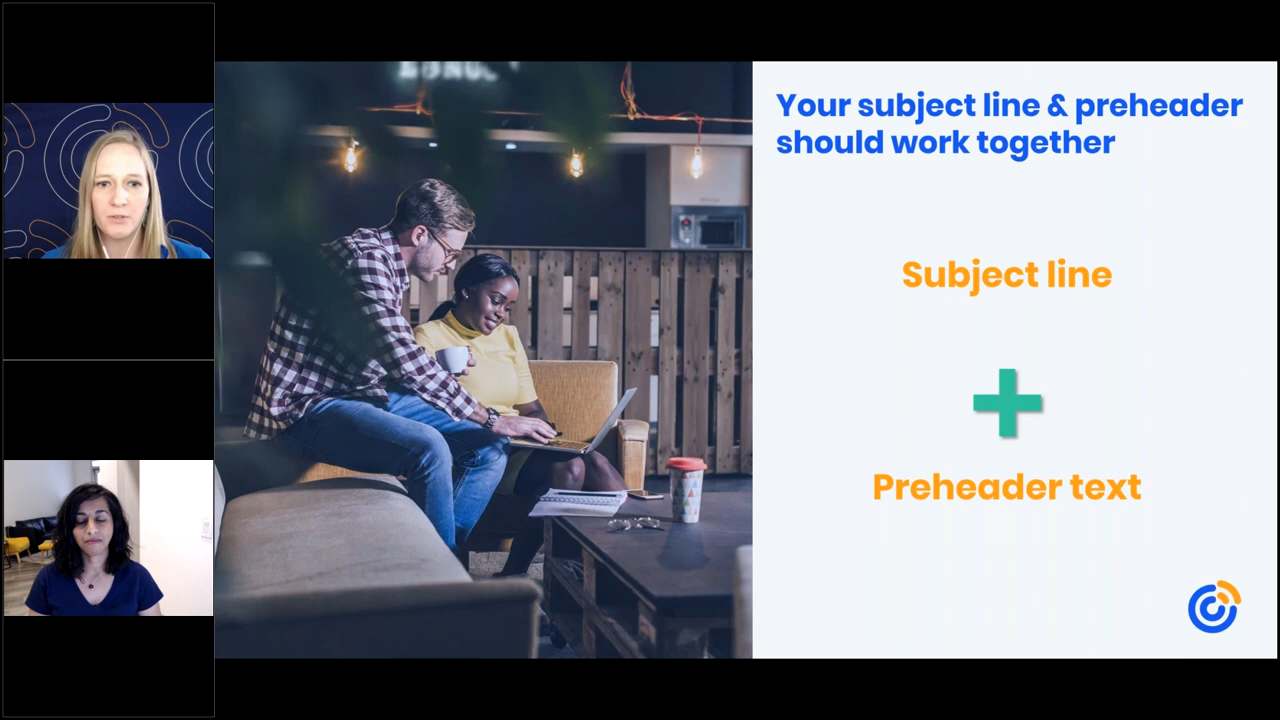 Your subject line & preheader
should work together
Subject line
+
Preheader text